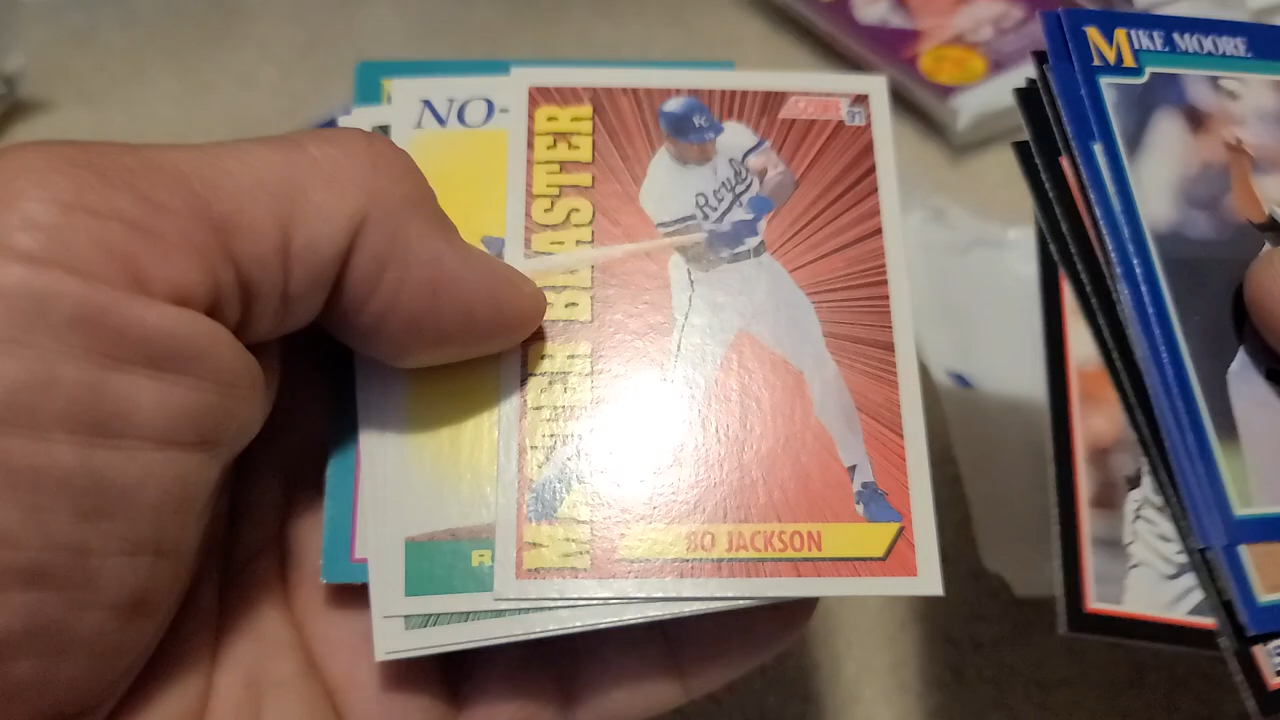 NO-
MASTER BLASTER
SCORE
91
KC
Royals
BO JACKSON
R
MIKE MOORE